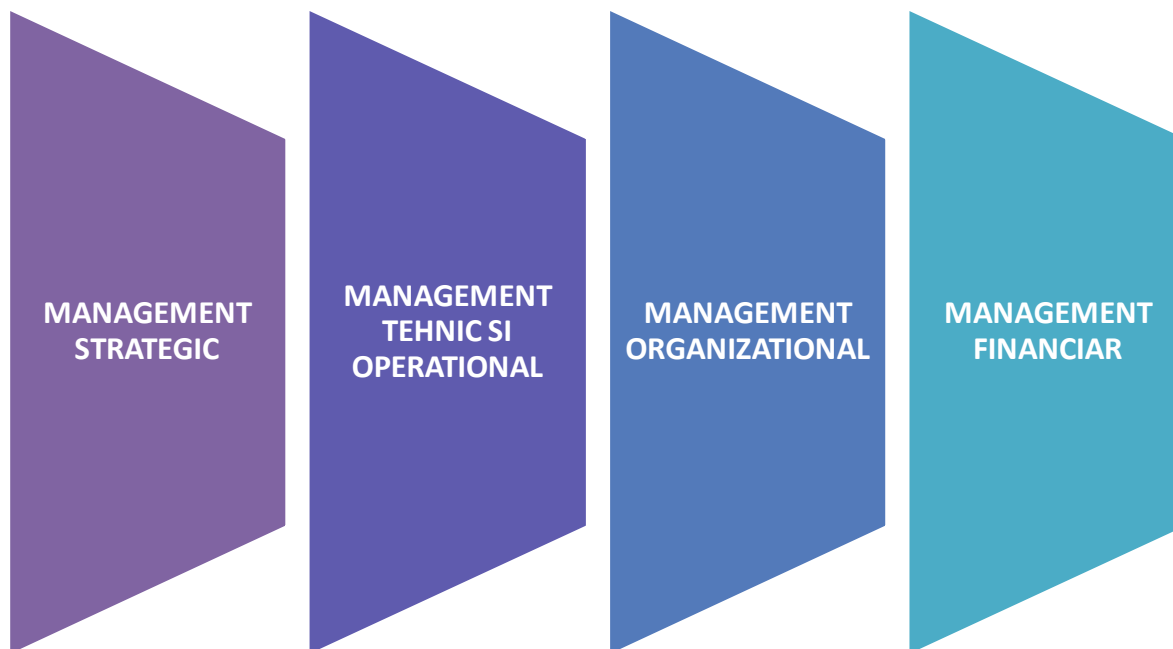 MANAGEMENT
STRATEGIC
MANAGEMENT
TEHNIC SI
OPERATIONAL
MANAGEMENT
ORGANIZATIONAL
MANAGEMENT
FINANCIAR